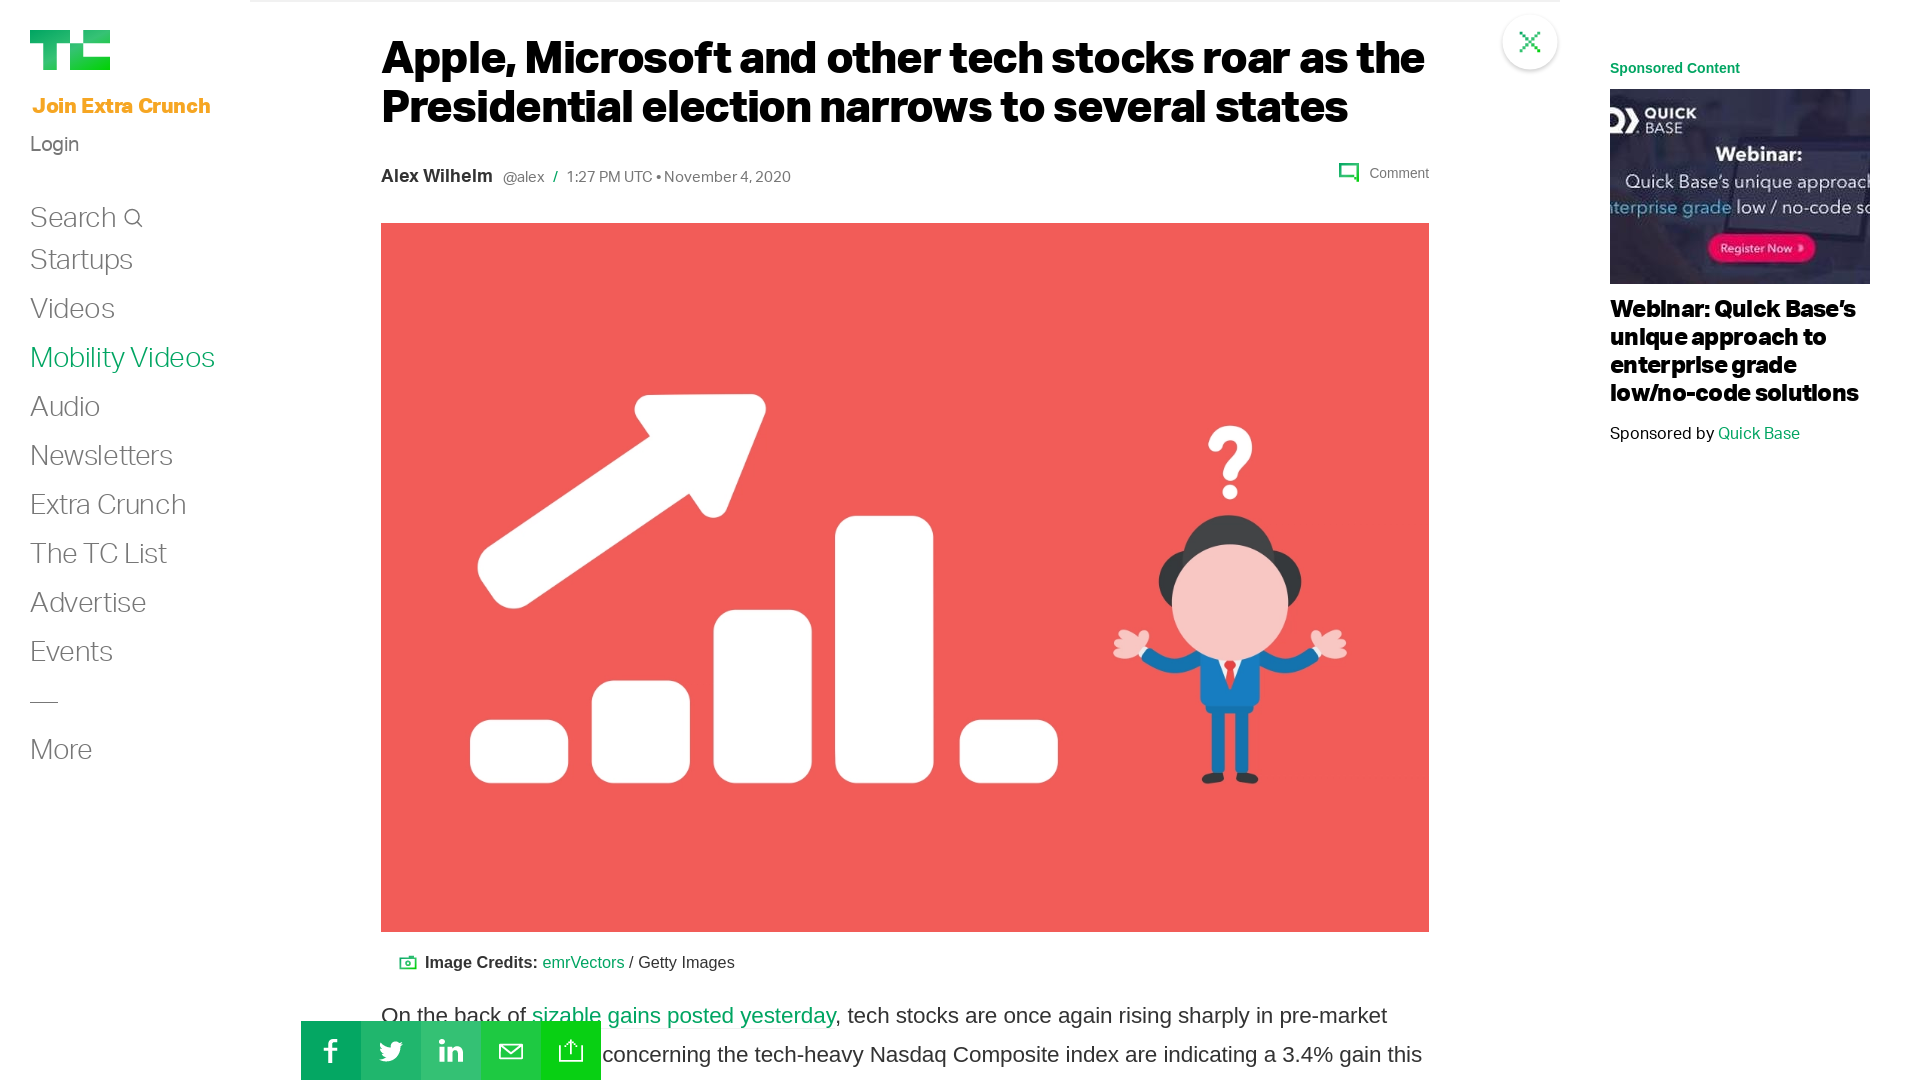 TC
Join Extra Crunch
Login
Search
Startups
Videos
Mobility Videos
Audio
Newsletters
Extra Crunch
The TC List
Advertise
Events
More
Apple, Microsoft and other tech stocks roar as the
Presidential election narrows to several states
Alex Wilhelm @alex / 1:27 PM UTC • November 4, 2020
Comment
?
Image Credits: emrVectors / Getty Images
On the back of sizable gains posted yesterday, tech stocks are once again rising sharply in pre-market
concerning the tech-heavy Nasdaq Composite index are indicating a 3.4% gain this
Sponsored Content
QUICK
BASE
Webinar:
Quick Base's unique approach
nterprise grade low / no-code so
Register Now
Webinar: Quick Base's
unique approach to
enterprise grade
low/no-code solutions
Sponsored by Quick Base